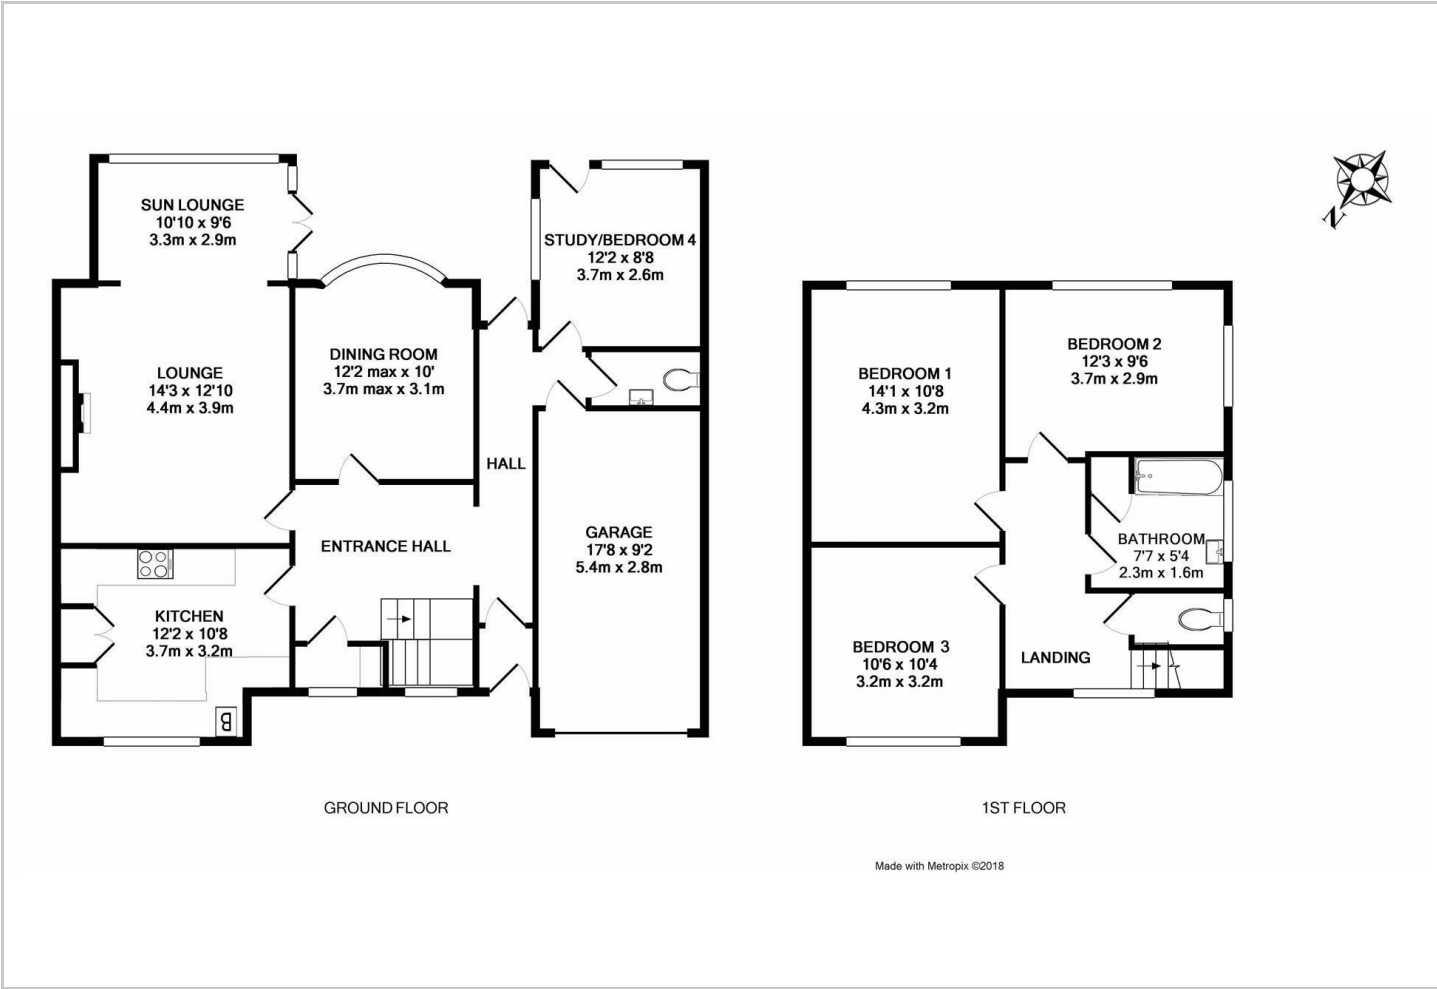 SUN LOUNGE
10'10 x 9'6
3.3m x 2.9m
STUDY/BEDROOM 4
12'2 x 8'8
3.7m x 2.6m
DINING ROOM
12'2 max x 10'
3.7m max x 3.1m
LOUNGE
14'3 x 12'10
4.4m x 3.9m
HALL
ENTRANCE HALL
GARAGE
17'8 x 9'2
5.4m x 2.8m
KITCHEN
12'2 x 10'8
3.7m x 3.2m
B
GROUND FLOOR
N
BEDROOM 1
14'1 x 10'8
4.3m x 3.2m
BEDROOM 2
12'3 x 9'6
3.7m x 2.9m
BATHROOM
7'7 x 5'4
2.3m x 1.6m
BEDROOM 3
10'6 x 10'4
3.2m x 3.2m
LANDING
1ST FLOOR
Made with Metropix ©2018